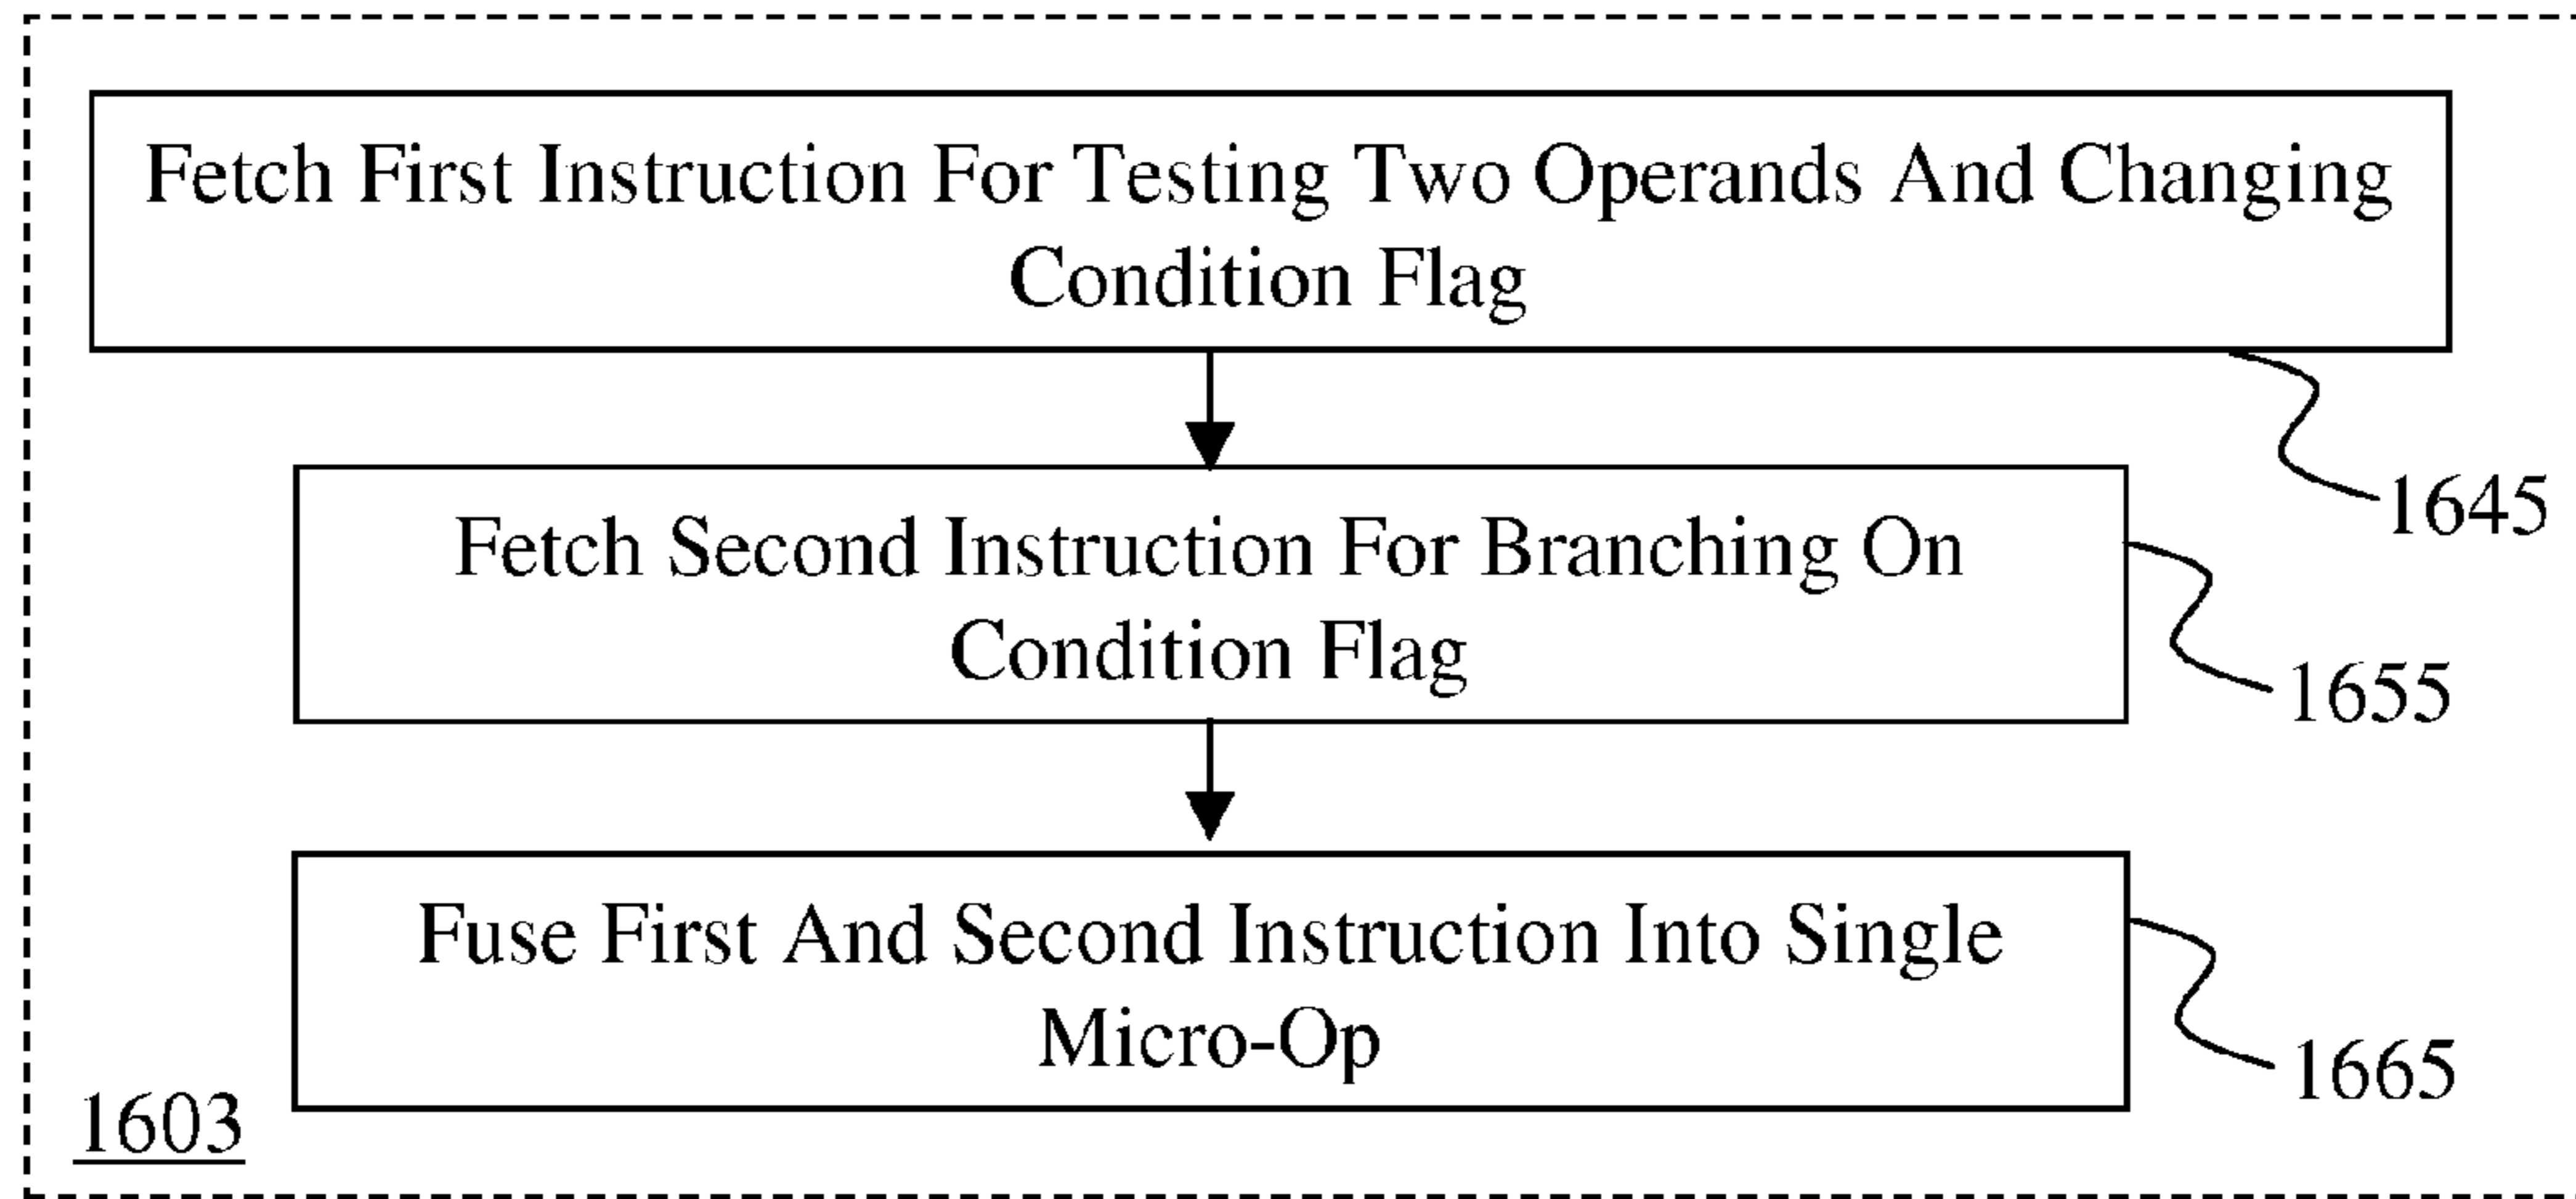 Fetch First Instruction For Testing Two Operands And Changing
Condition Flag
1645
Fetch Second Instruction For Branching On
Condition Flag
1655
Fuse First And Second Instruction Into Single
Micro-Op
1665
1603